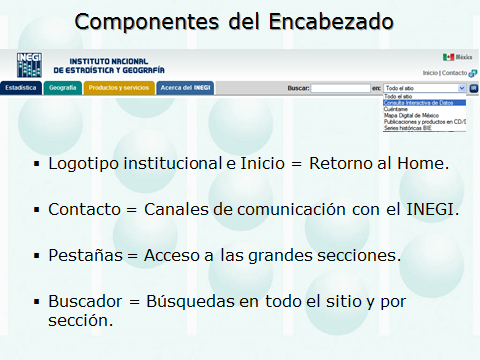 Componentes del Encabezado
INEGI
INSTITUTO NACIONAL
DE ESTADÍSTICA Y GEOGRAFÍA
México
Inicio | Contacto
Estadística Geografía Productos y servicios Acerca del INEGI Buscar: en: Todo el sitio IR
Todo el sitio
Consulta Interactiva de Datos
Cuéntame
Mapa Digital de México
Publicaciones y productos en CD/D
Series históricas BIE
▪ Logotipo institucional e Inicio = Retorno al Home.
▪ Contacto = Canales de comunicación con el INEGI.
▪ Pestañas = Acceso a las grandes secciones.
▪ Buscador = Búsquedas en todo el sitio y por
sección.